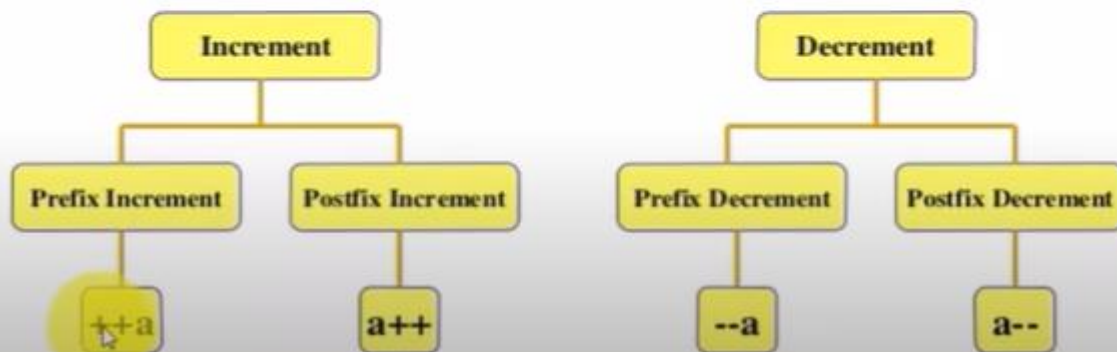 Increment
Decrement
Prefix Increment
Postfix Increment
Prefix Decrement
Postfix Decrement
++a
a++
--a
a--